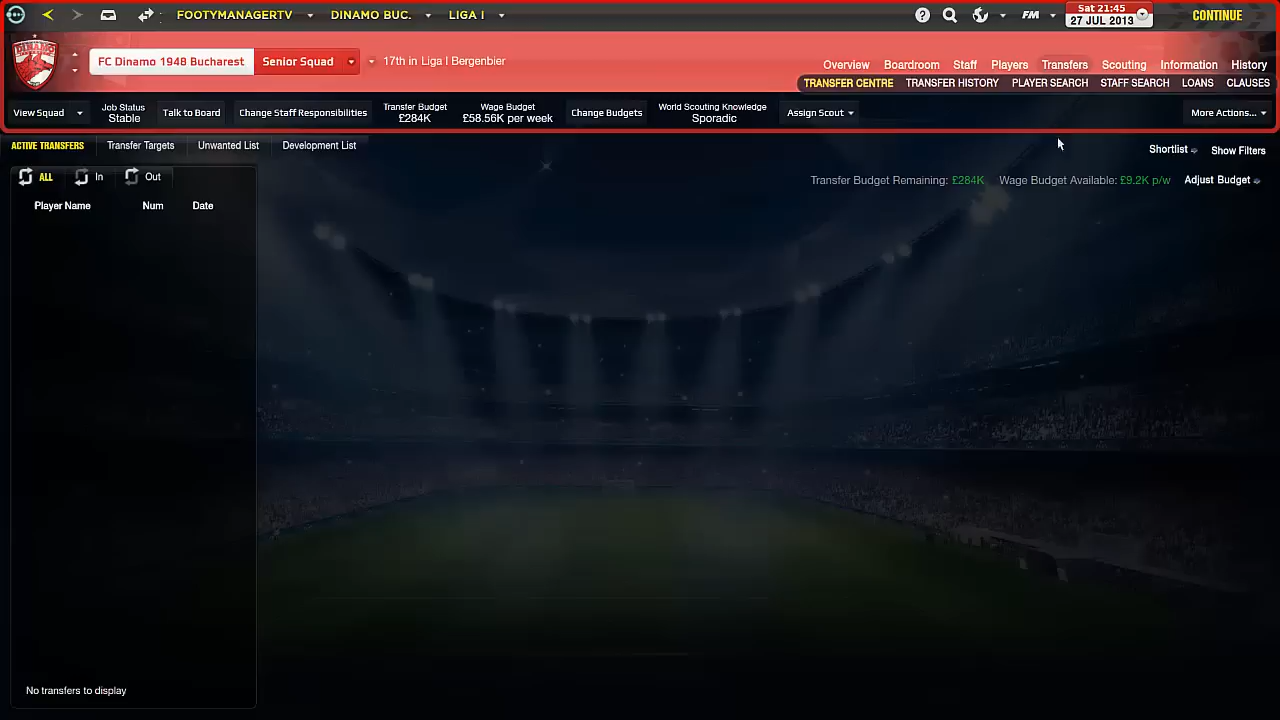 FOOTYMANAGERTV DINAMO BUC. LIGA I FM Sat 21:45 CONTINUE
27 JUL 2013
FC Dinamo 1948 Bucharest Senior Squad 17th in Liga I Bergenbier
Overview Boardroom Staff Players Transfers Scouting Information History
TRANSFER CENTRE TRANSFER HISTORY PLAYER SEARCH STAFF SEARCH LOANS CLAUSES
View Squad Job Status Talk to Board Change Staff Responsibilities Transfer Budget Wage Budget Change Budgets World Scouting Knowledge Assign Scout More Actions...
Stable £284K £58.56K per week Sporadic
ACTIVE TRANSFERS Transfer Targets Unwanted List Development List Shortlist Show Filters
ALL In Out Transfer Budget Remaining: £284K Wage Budget Available: £9.2K p/w Adjust Budget
Player Name Num Date
No transfers to display